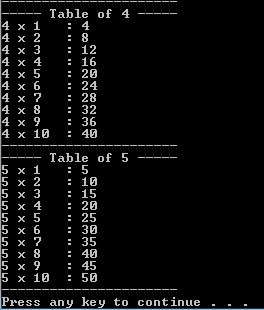 ----------------------
----- Table of 4 -----
4 x 1   : 4
4 x 2   : 8
4 x 3   : 12
4 x 4   : 16
4 x 5   : 20
4 x 6   : 24
4 x 7   : 28
4 x 8   : 32
4 x 9   : 36
4 x 10  : 40
----------------------
----- Table of 5 -----
5 x 1   : 5
5 x 2   : 10
5 x 3   : 15
5 x 4   : 20
5 x 5   : 25
5 x 6   : 30
5 x 7   : 35
5 x 8   : 40
5 x 9   : 45
5 x 10  : 50
----------------------
Press any key to continue . . .